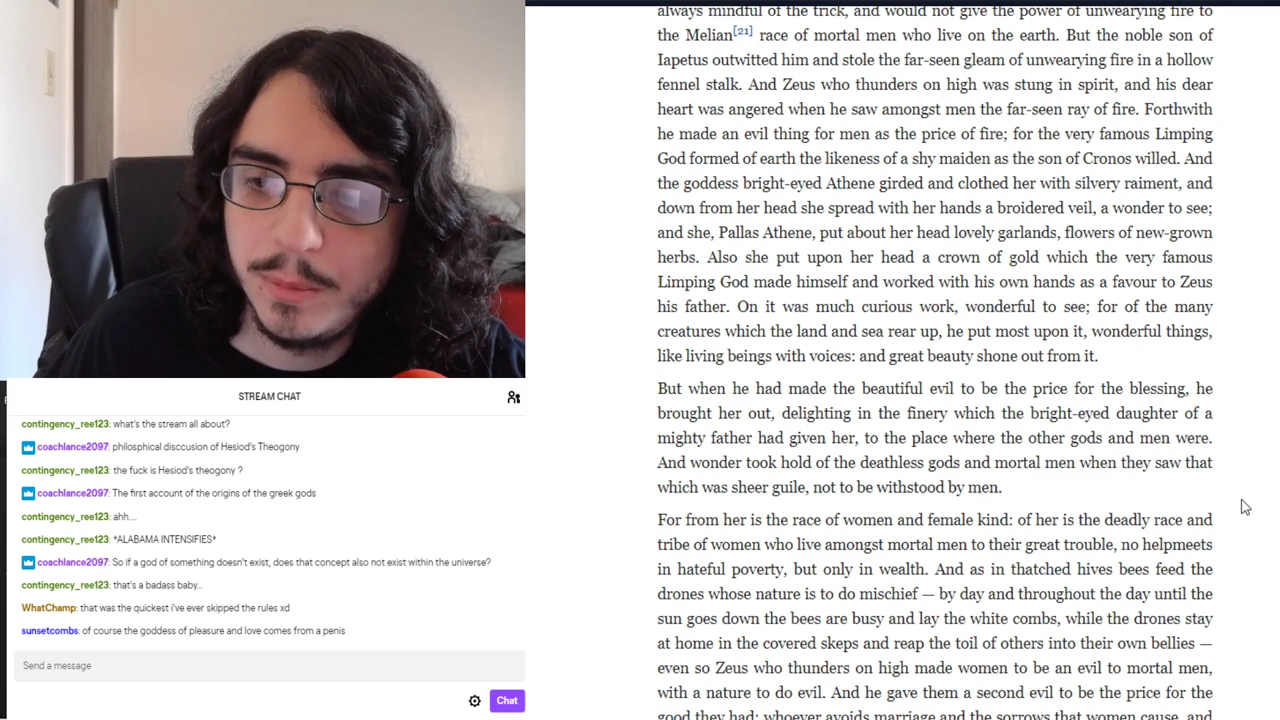 STREAM CHAT
contingency_ree123: what's the stream all about?
coachlance2097: philosphical disccusion of Hesiod's Theogony
contingency_ree123: the fuck is Hesiod's theogony ?
coachlance2097: The first account of the origins of the greek gods
contingency_ree123: ahh....
contingency_ree123: *ALABAMA INTENSIFIES*
coachlance2097: So if a god of something doesn't exist, does that concept also not exist within the universe?
contingency_ree123: that's a badass baby...
WhatChamp: that was the quickest i've ever skipped the rules xd
sunsetcombs: of course the goddess of pleasure and love comes from a penis
Send a message
Chat
always mindful of the trick, and would not give the power of unwearying fire to
the Melian[21] race of mortal men who live on the earth. But the noble son of
Iapetus outwitted him and stole the far-seen gleam of unwearying fire in a hollow
fennel stalk. And Zeus who thunders on high was stung in spirit, and his dear
heart was angered when he saw amongst men the far-seen ray of fire. Forthwith
he made an evil thing for men as the price of fire; for the very famous Limping
God formed of earth the likeness of a shy maiden as the son of Cronos willed. And
the goddess bright-eyed Athene girded and clothed her with silvery raiment, and
down from her head she spread with her hands a broidered veil, a wonder to see;
and she, Pallas Athene, put about her head lovely garlands, flowers of new-grown
herbs. Also she put upon her head a crown of gold which the very famous
Limping God made himself and worked with his own hands as a favour to Zeus
his father. On it was much curious work, wonderful to see; for of the many
creatures which the land and sea rear up, he put most upon it, wonderful things,
like living beings with voices: and great beauty shone out from it.
But when he had made the beautiful evil to be the price for the blessing, he
brought her out, delighting in the finery which the bright-eyed daughter of a
mighty father had given her, to the place where the other gods and men were.
And wonder took hold of the deathless gods and mortal men when they saw that
which was sheer guile, not to be withstood by men.
For from her is the race of women and female kind: of her is the deadly race and
tribe of women who live amongst mortal men to their great trouble, no helpmeets
in hateful poverty, but only in wealth. And as in thatched hives bees feed the
drones whose nature is to do mischief — by day and throughout the day until the
sun goes down the bees are busy and lay the white combs, while the drones stay
at home in the covered skeps and reap the toil of others into their own bellies —
even so Zeus who thunders on high made women to be an evil to mortal men,
with a nature to do evil. And he gave them a second evil to be the price for the
good they had: whoever avoids marriage and the sorrows that women cause, and